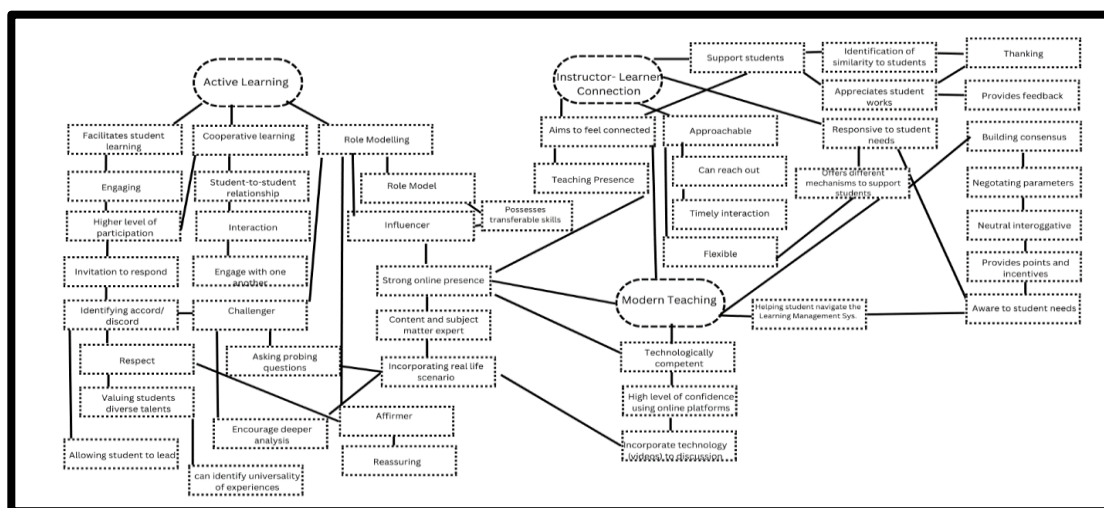 Active Learning
Facilitates student
learning
Engaging
Higher level of
participation
Invitation to respond
Identifying accord/
discord
Respect
Valuing students
diverse talents
Allowing student to lead
can identify universality
of experiences
Cooperative learning
Student-to-student
relationship
Interaction
Engage with one
another
Challenger
Asking probing
questions
Encourage deeper
analysis
Role Modelling
Role Model
Possesses
transferable skills
Influencer
Strong online presence
Content and subject
matter expert
Incorporating real life
scenario
Affirmer
Reassuring
Instructor- Learner
Connection
Support students
Identification of
similarity to students
Thanking
Appreciates student
works
Provides feedback
Aims to feel connected
Teaching Presence
Approachable
Can reach out
Timely interaction
Flexible
Responsive to student
needs
Offers different
mechanisms to support
students
Building consensus
Negotating parameters
Neutral interoggative
Provides points and
incentives
Aware to student needs
Modern Teaching
Helping student navigate the
Learning Management Sys.
Technologically
competent
High level of confidence
using online platforms
Incorporate technology
(videos) to discussion